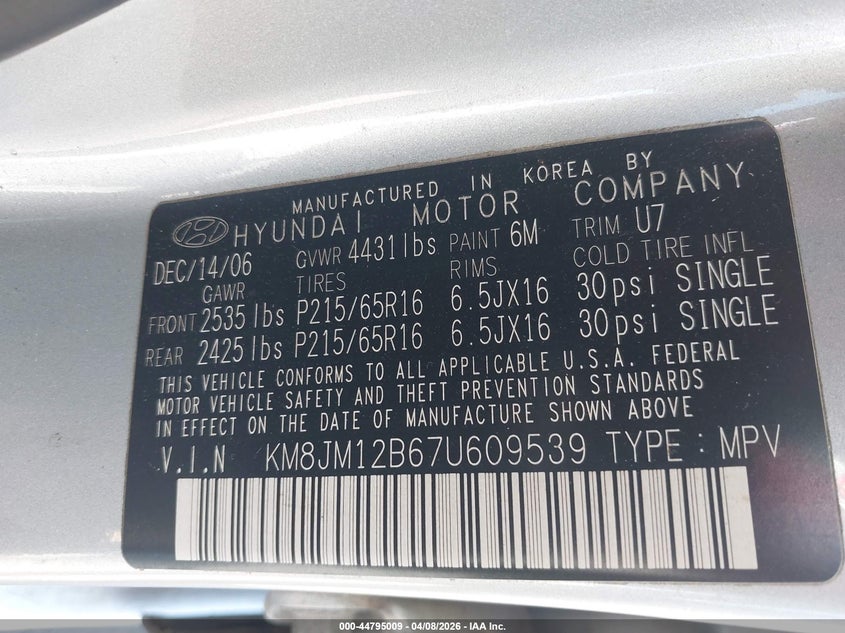 MANUFACTURED IN KOREA BY
HYUNDAI MOTOR COMPANY
DEC/14/06 GVWR 4431lbs PAINT 6M TRIM U7
GAWR TIRES RIMS COLD TIRE INFL
FRONT 2535lbs P215/65R16 6.5JX16 30psi SINGLE
REAR 2425lbs P215/65R16 6.5JX16 30psi SINGLE
THIS VEHICLE CONFORMS TO ALL APPLICABLE U.S.A. FEDERAL
MOTOR VEHICLE SAFETY AND THEFT PREVENTION STANDARDS
IN EFFECT ON THE DATE OF MANUFACTURE SHOWN ABOVE
V.I.N KM8JM12B67U609539 TYPE : MPV
000-44795009 - 04/08/2026 - IAA Inc.